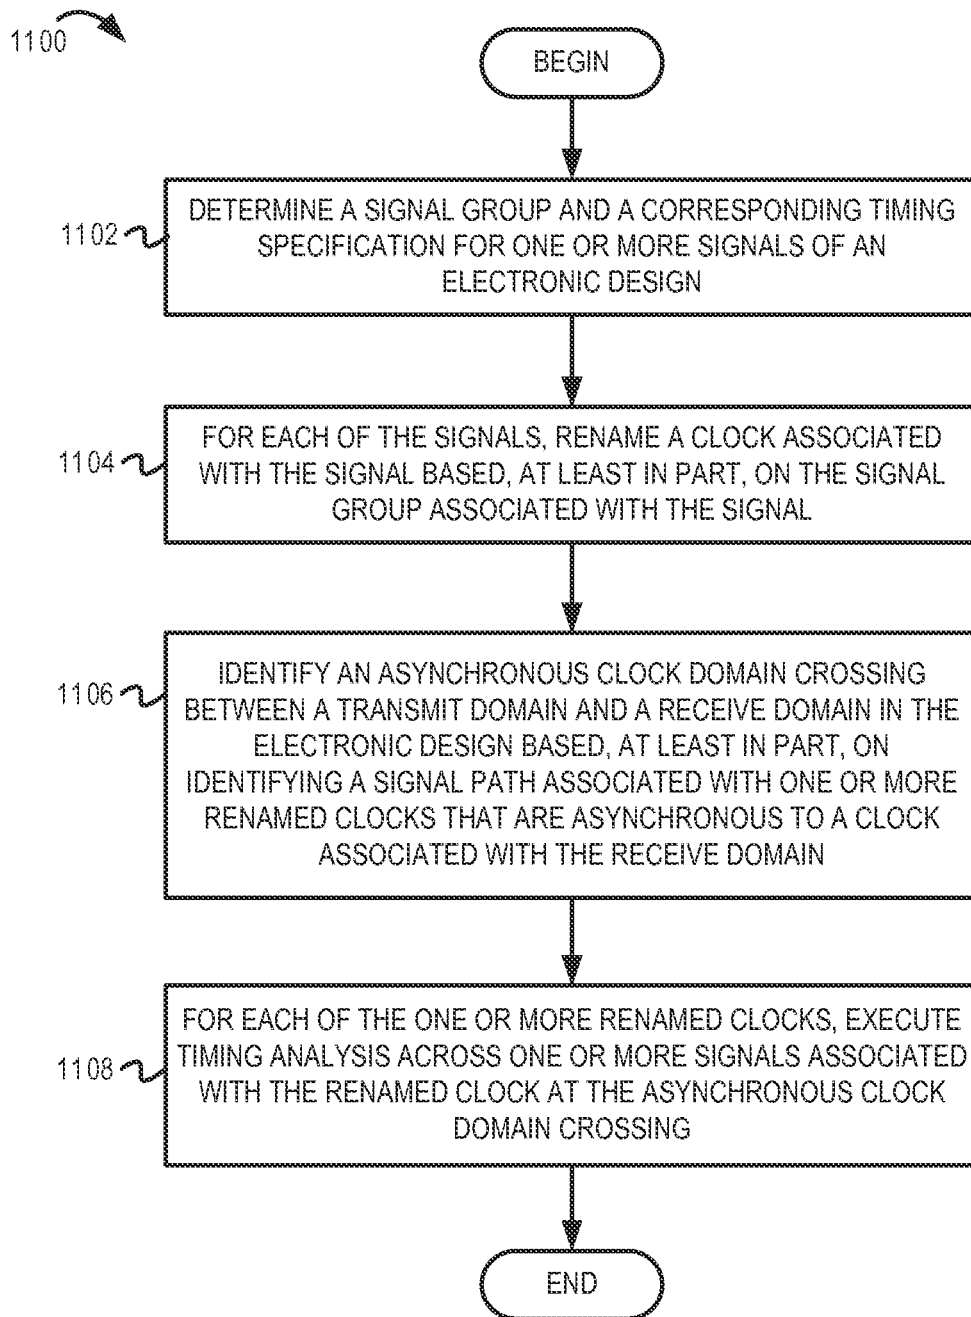 1100
BEGIN
1102
DETERMINE A SIGNAL GROUP AND A CORRESPONDING TIMING
SPECIFICATION FOR ONE OR MORE SIGNALS OF AN
ELECTRONIC DESIGN
1104
FOR EACH OF THE SIGNALS, RENAME A CLOCK ASSOCIATED
WITH THE SIGNAL BASED, AT LEAST IN PART, ON THE SIGNAL
GROUP ASSOCIATED WITH THE SIGNAL
1106
IDENTIFY AN ASYNCHRONOUS CLOCK DOMAIN CROSSING
BETWEEN A TRANSMIT DOMAIN AND A RECEIVE DOMAIN IN THE
ELECTRONIC DESIGN BASED, AT LEAST IN PART, ON
IDENTIFYING A SIGNAL PATH ASSOCIATED WITH ONE OR MORE
RENAMED CLOCKS THAT ARE ASYNCHRONOUS TO A CLOCK
ASSOCIATED WITH THE RECEIVE DOMAIN
1108
FOR EACH OF THE ONE OR MORE RENAMED CLOCKS, EXECUTE
TIMING ANALYSIS ACROSS ONE OR MORE SIGNALS ASSOCIATED
WITH THE RENAMED CLOCK AT THE ASYNCHRONOUS CLOCK
DOMAIN CROSSING
END